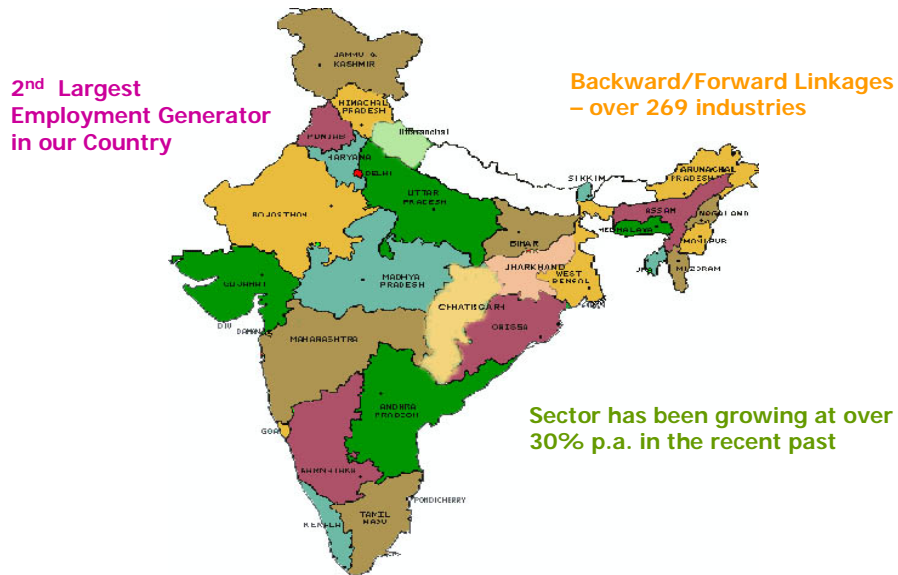 2nd Largest
Employment Generator
in our Country
Backward/Forward Linkages
– over 269 industries
JAMMU &
KASHMIR
HIMACHAL
PRADESH
PUNJAB
Uttaranchal
HARYANA
DELHI
SIKKIM
ARUNACHAL
PRADESH
UTTAR
PRADESH
RAJASTHAN
ASSAM
NAGALAND
MEGHALAYA
MANIPUR
BIHAR
JHARKHAND
WEST
BENGAL
MIZORAM
GUJARAT
MADHYA
PRADESH
CHHATISGARH
ORISSA
DIU
DAMAN
MAHARASHTRA
ANDHRA
PRADESH
Sector has been growing at over
30% p.a. in the recent past
GOA
KARNATAKA
PONDICHERRY
TAMIL
NADU
KERALA